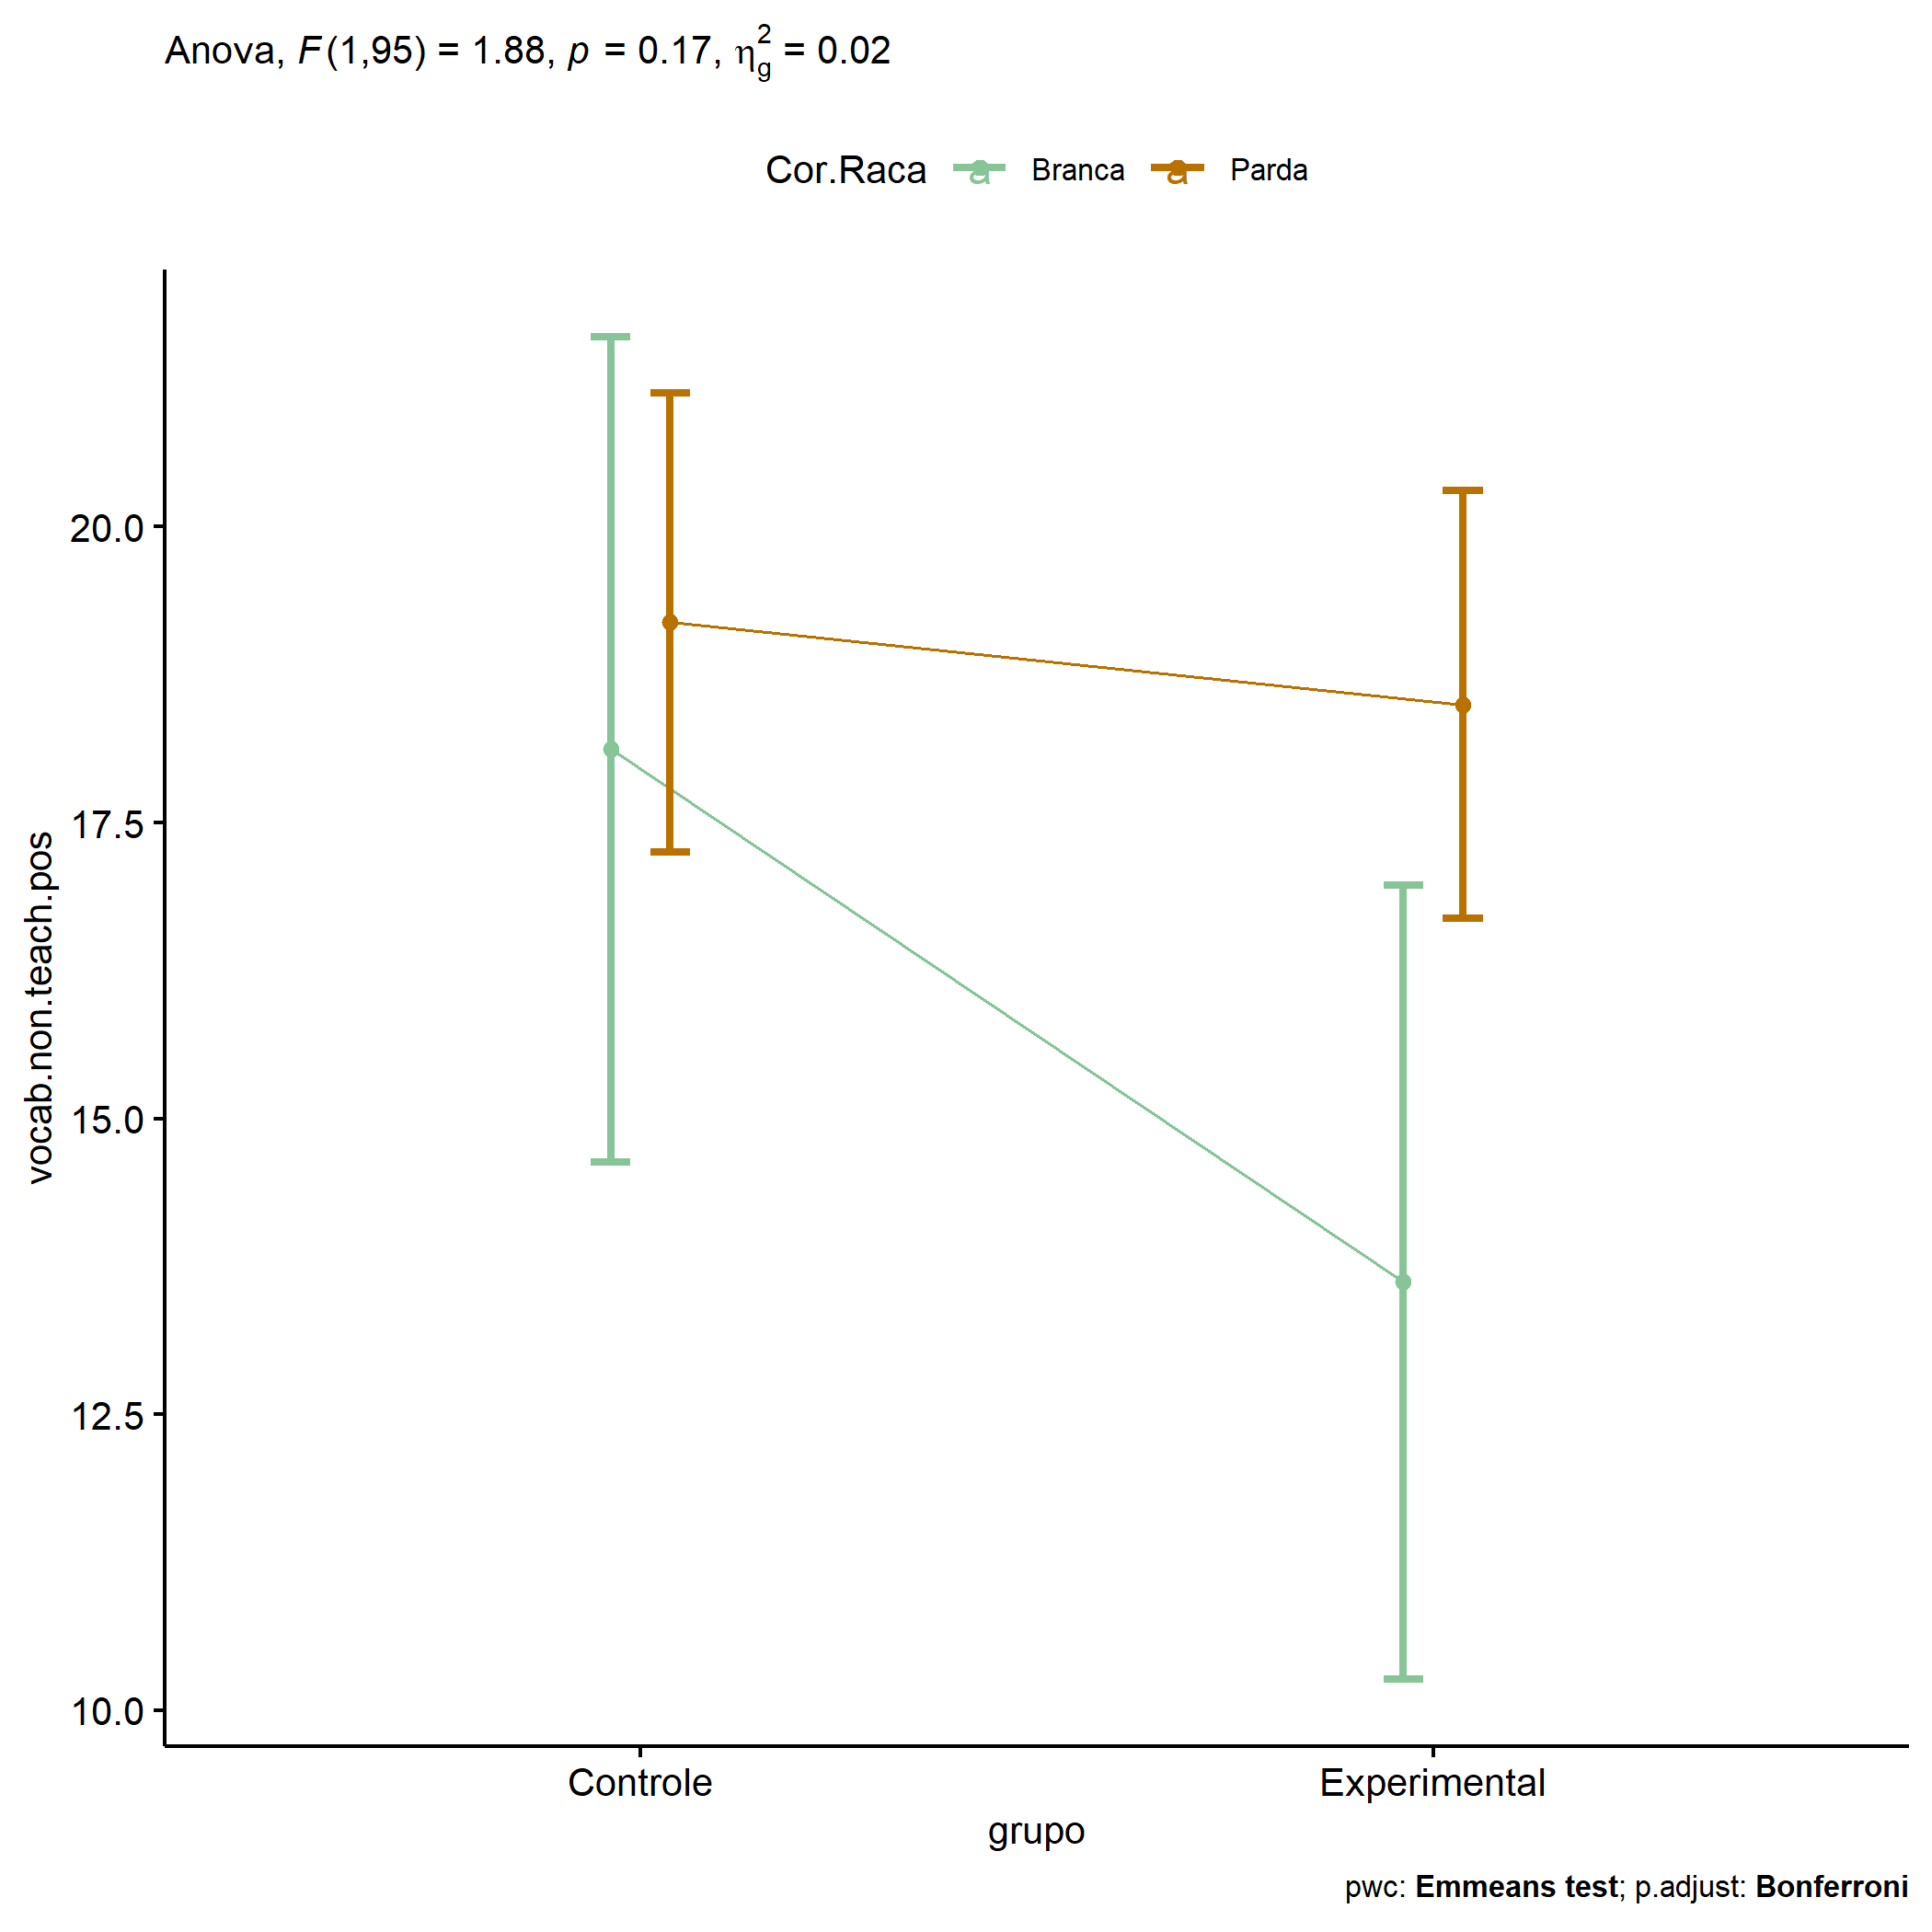 Anova, F(1,95) = 1.88, p = 0.17, η²g = 0.02
Cor.Raca a Branca a Parda
20.0
17.5
15.0
12.5
10.0
vocab.non.teach.pos
Controle Experimental
grupo
pwc: Emmeans test; p.adjust: Bonferroni